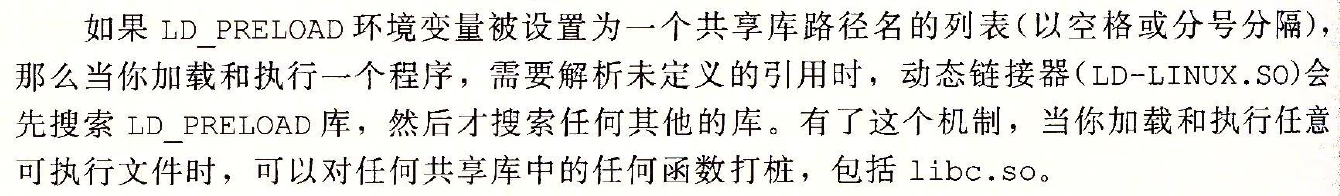 如果 LD_PRELOAD 环境变量被设置为一个共享库路径名的列表(以空格或分号分隔),
那么当你加载和执行一个程序，需要解析未定义的引用时，动态链接器(LD-LINUX.SO)会
先搜索 LD_PRELOAD 库，然后才搜索任何其他的库。有了这个机制，当你加载和执行任意
可执行文件时，可以对任何共享库中的任何函数打桩，包括 libc.so。